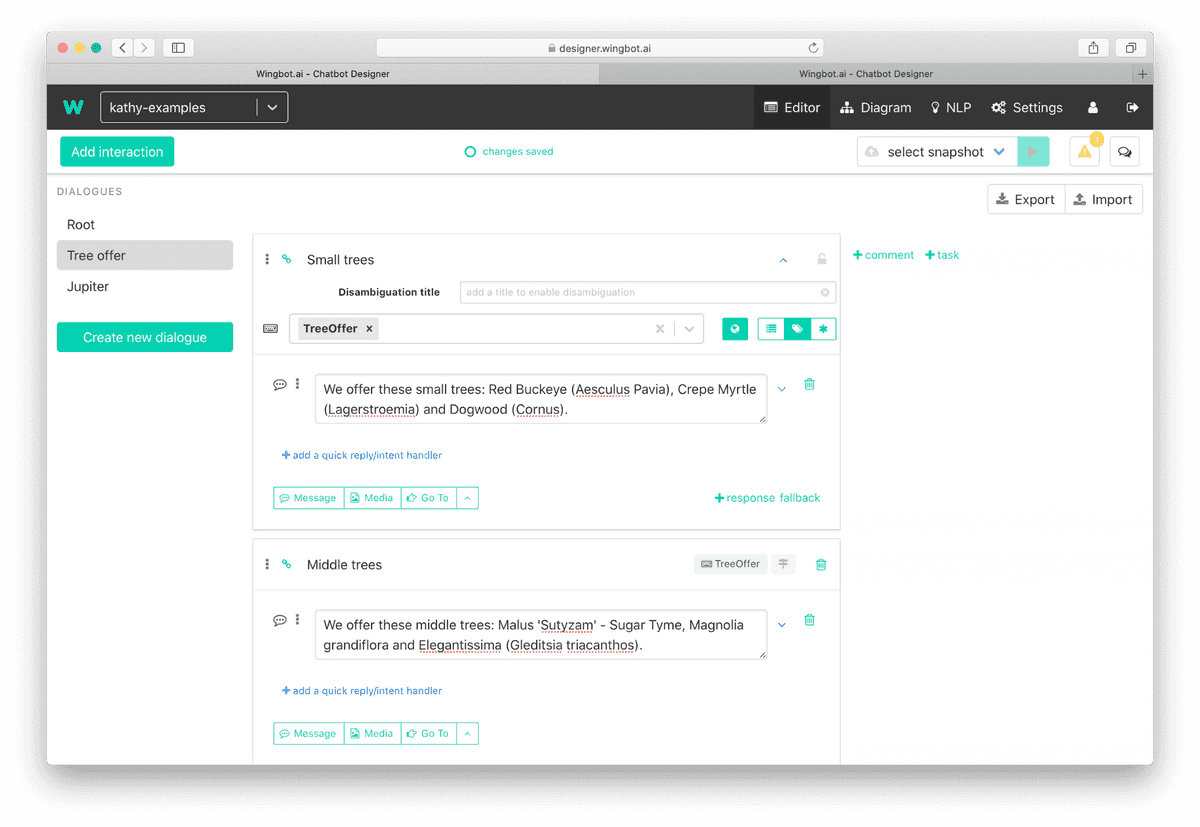 designer.wingbot.ai
Wingbot.ai - Chatbot Designer
Wingbot.ai - Chatbot Designer
W
kathy-examples
Editor
Diagram
NLP
Settings
Add interaction
changes saved
select snapshot
!
DIALOGUES
Export
Import
Root
Tree offer
Jupiter
Create new dialogue
Small trees
+comment
+task
Disambiguation title
add a title to enable disambiguation
TreeOffer ×
We offer these small trees: Red Buckeye (Aesculus Pavia), Crepe Myrtle
(Lagerstroemia) and Dogwood (Cornus).
+ add a quick reply/intent handler
Message
Media
Go To
+response fallback
Middle trees
TreeOffer
We offer these middle trees: Malus 'Sutyzam' - Sugar Tyme, Magnolia
grandiflora and Elegantissima (Gleditsia triacanthos).
+ add a quick reply/intent handler
Message
Media
Go To